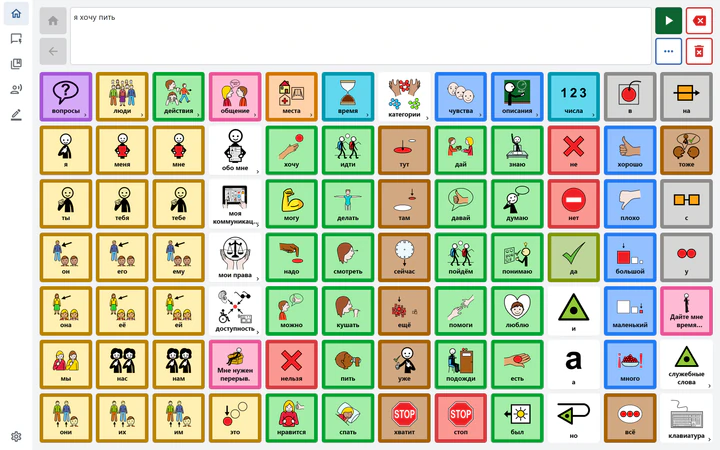 я хочу пить
вопросы
люди
действия
общение
места
время
категории
чувства
описания
1 2 3
числа
в
на
я
меня
мне
обо мне
хочу
идти
тут
дай
знаю
не
хорошо
тоже
ты
тебя
тебе
моя
коммуникац...
могу
делать
там
давай
думаю
нет
плохо
с
он
его
ему
мои права
надо
смотреть
сейчас
пойдём
понимаю
да
большой
у
она
её
ей
доступность
можно
кушать
ещё
помоги
люблю
и
маленький
Дайте мне
время...
мы
нас
нам
Мне нужен
перерыв.
нельзя
пить
уже
подожди
есть
а
а
много
служебные
слова
они
их
им
это
нравится
спать
STOP
хватит
STOP
стоп
был
но
всё
клавиатура